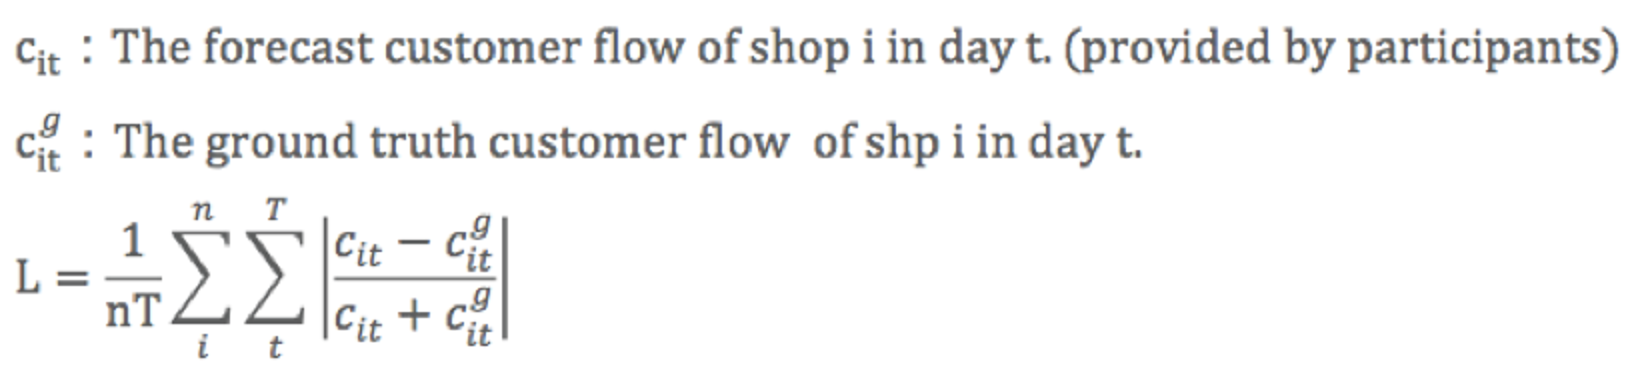 c_{it} : The forecast customer flow of shop i in day t. (provided by participants)
c_{it}^{g} : The ground truth customer flow  of shp i in day t.
L = \frac{1}{nT} \sum_{i}^{n} \sum_{t}^{T} \left| \frac{c_{it} - c_{it}^{g}}{c_{it} + c_{it}^{g}} \right|